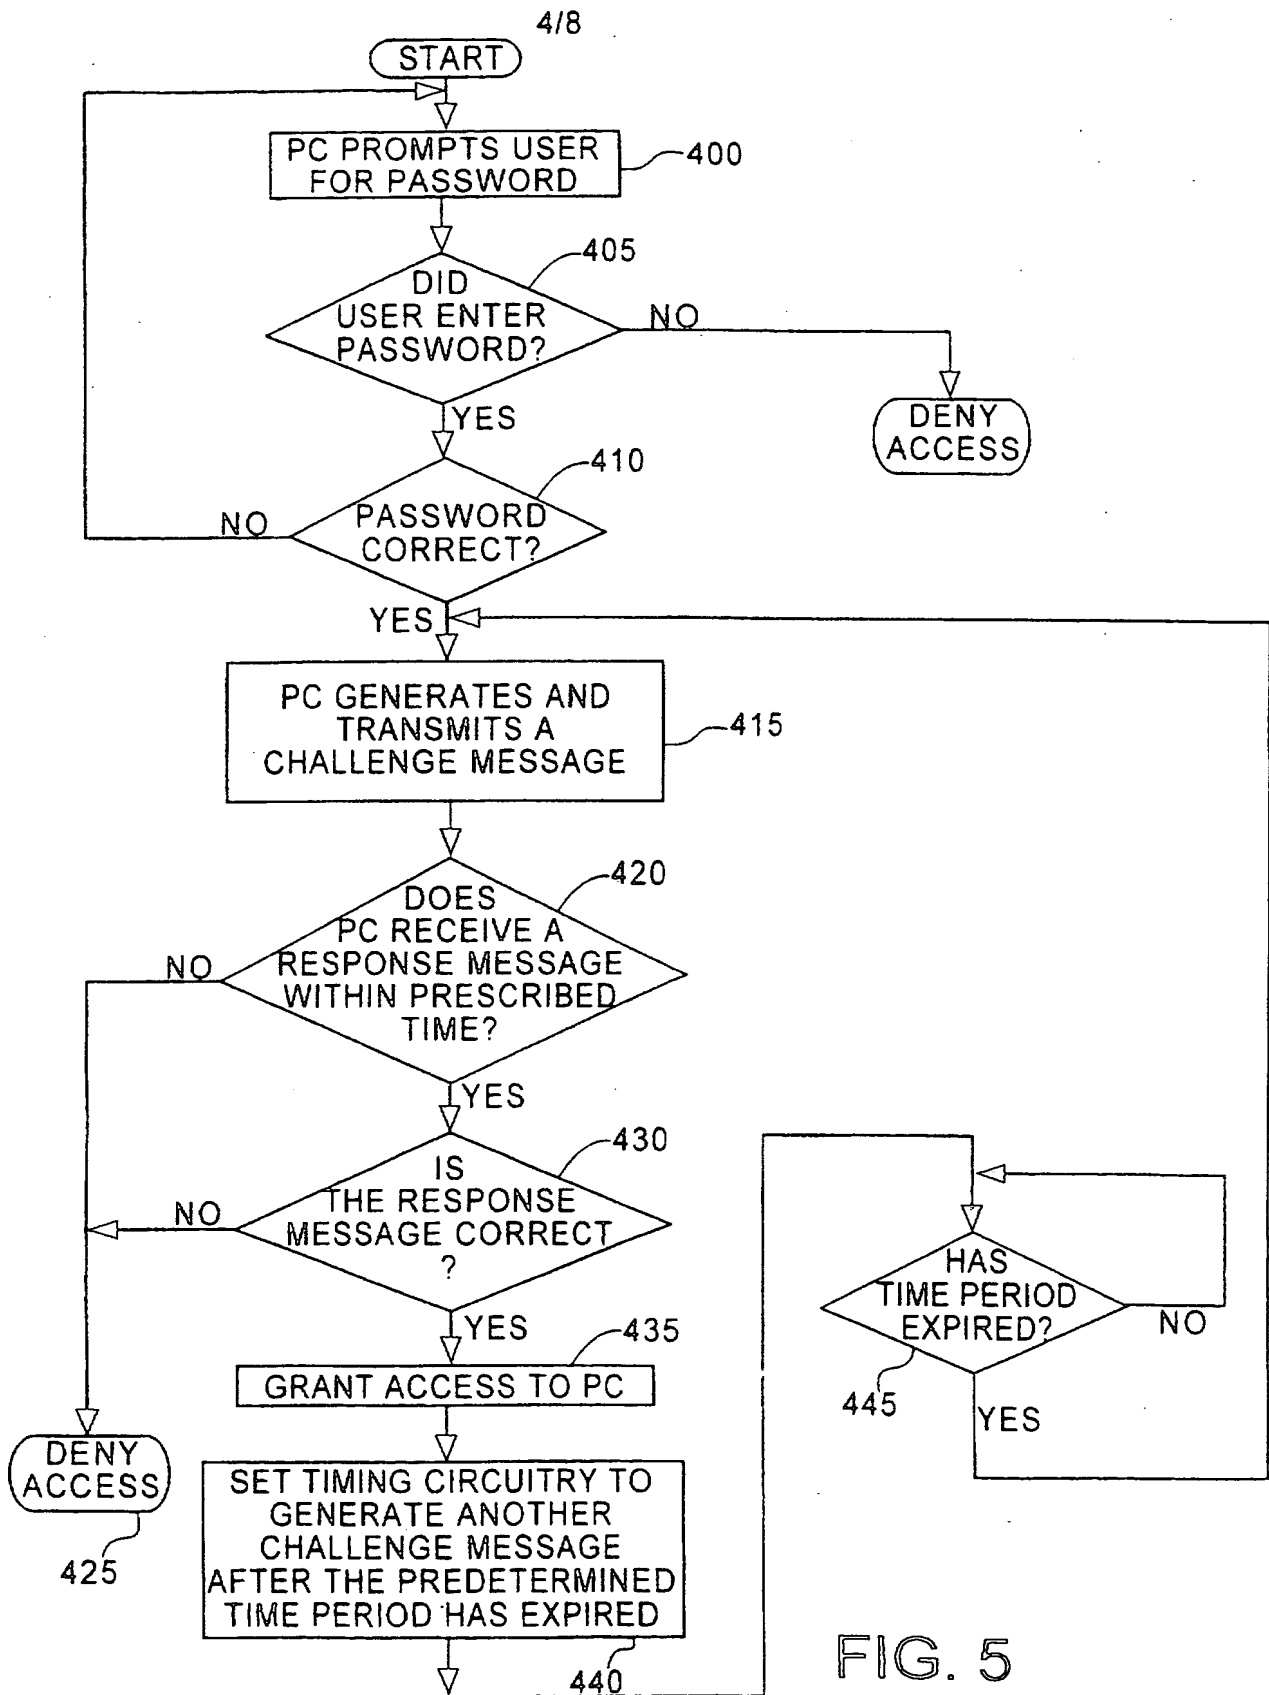 4/8
START
PC PROMPTS USER
FOR PASSWORD
400
405
DID
USER ENTER
PASSWORD?
NO
YES
DENY
ACCESS
410
PASSWORD
CORRECT?
NO
YES
PC GENERATES AND
TRANSMITS A
CHALLENGE MESSAGE
415
420
DOES
PC RECEIVE A
RESPONSE MESSAGE
WITHIN PRESCRIBED
TIME?
NO
YES
430
IS
THE RESPONSE
MESSAGE CORRECT
?
NO
YES
435
GRANT ACCESS TO PC
DENY
ACCESS
425
SET TIMING CIRCUITRY TO
GENERATE ANOTHER
CHALLENGE MESSAGE
AFTER THE PREDETERMINED
TIME PERIOD HAS EXPIRED
440
HAS
TIME PERIOD
EXPIRED?
NO
445
YES
FIG. 5